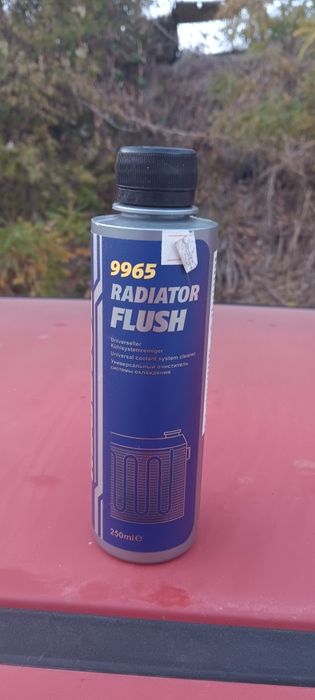 9965
RADIATOR
FLUSH
Universeller
Kühlsystemreiniger
Universal coolant system cleaner
Универсальный очиститель
системы охлаждения
250ml℮